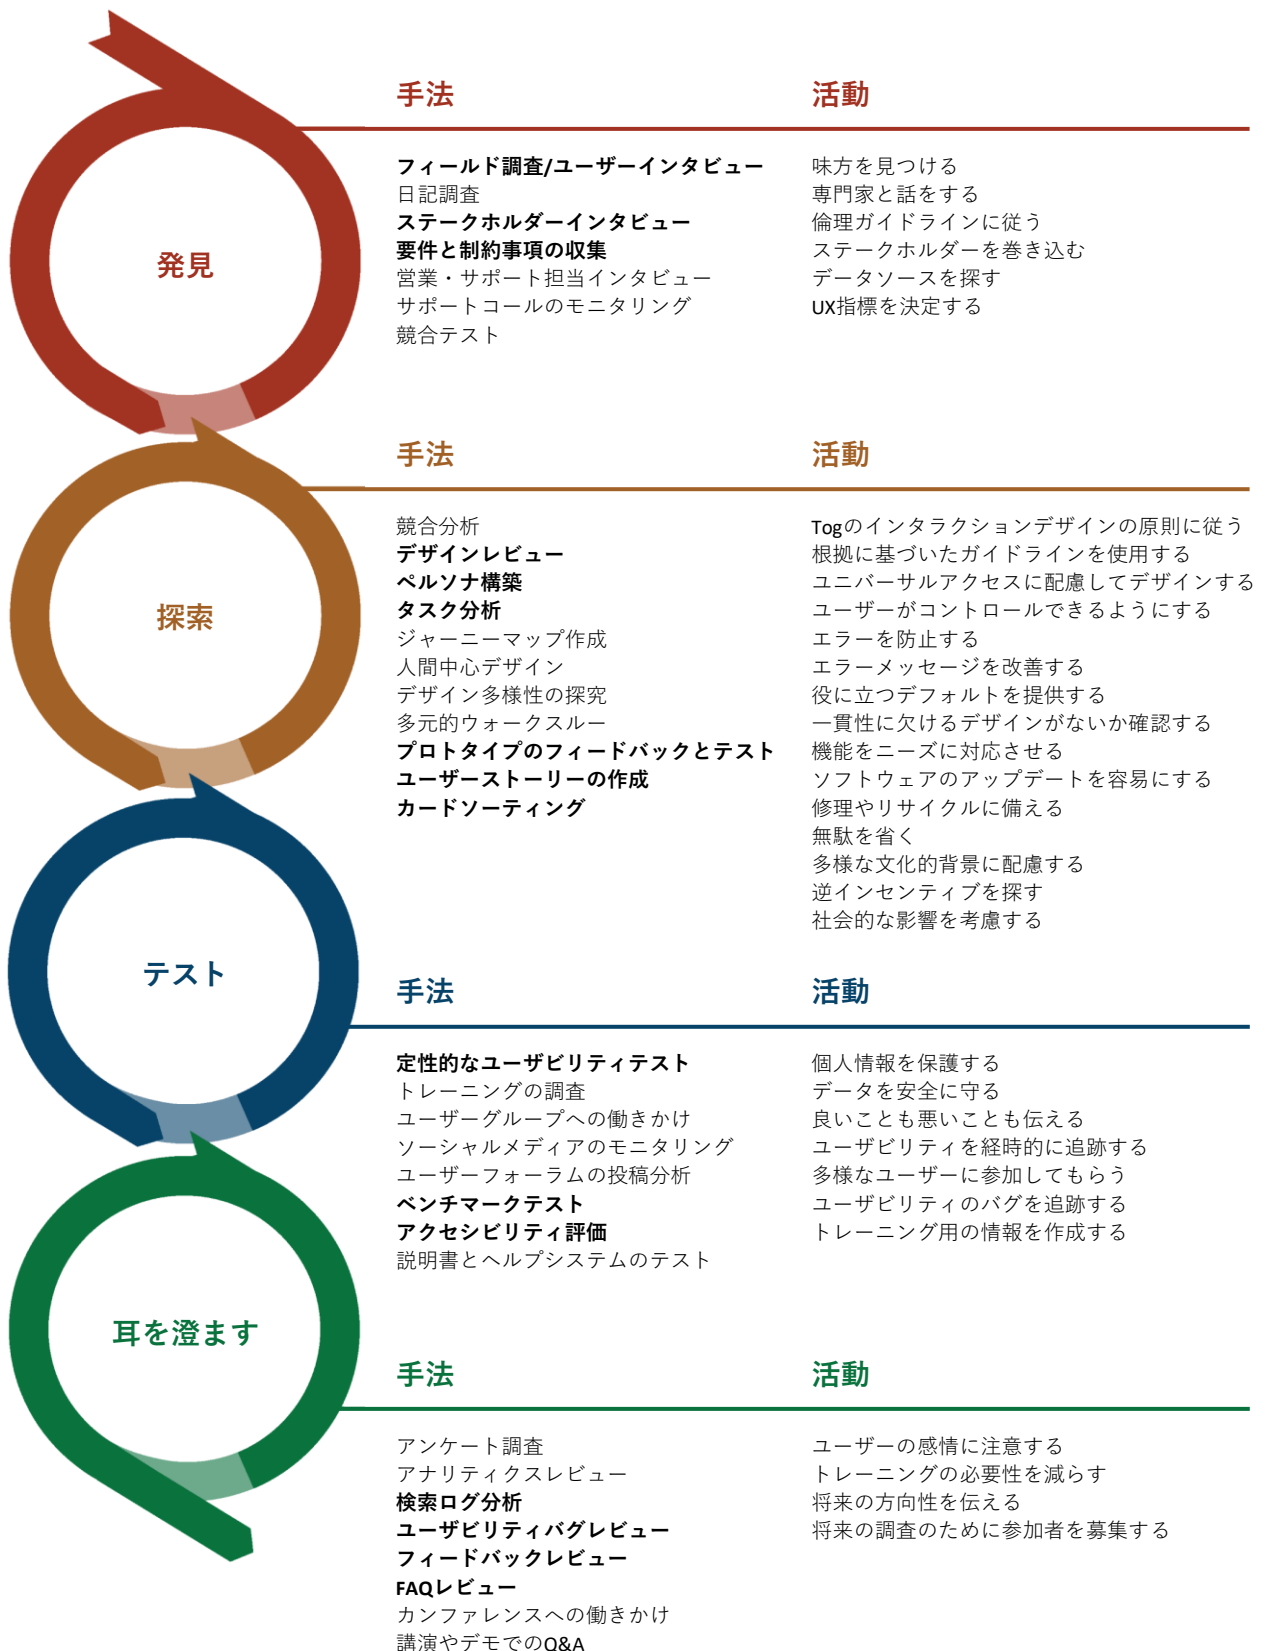 発見
手法
フィールド調査/ユーザーインタビュー
日記調査
ステークホルダーインタビュー
要件と制約事項の収集
営業・サポート担当インタビュー
サポートコールのモニタリング
競合テスト
活動
味方を見つける
専門家と話をする
倫理ガイドラインに従う
ステークホルダーを巻き込む
データソースを探す
UX指標を決定する
探索
手法
競合分析
デザインレビュー
ペルソナ構築
タスク分析
ジャーニーマップ作成
人間中心デザイン
デザイン多様性の探究
多元的ウォークスルー
プロトタイプのフィードバックとテスト
ユーザーストーリーの作成
カードソーティング
活動
Togのインタラクションデザインの原則に従う
根拠に基づいたガイドラインを使用する
ユニバーサルアクセスに配慮してデザインする
ユーザーがコントロールできるようにする
エラーを防止する
エラーメッセージを改善する
役に立つデフォルトを提供する
一貫性に欠けるデザインがないか確認する
機能をニーズに対応させる
ソフトウェアのアップデートを容易にする
修理やリサイクルに備える
無駄を省く
多様な文化的背景に配慮する
逆インセンティブを探す
社会的な影響を考慮する
テスト
手法
定性的なユーザビリティテスト
トレーニングの調査
ユーザーグループへの働きかけ
ソーシャルメディアのモニタリング
ユーザーフォーラムの投稿分析
ベンチマークテスト
アクセシビリティ評価
説明書とヘルプシステムのテスト
活動
個人情報を保護する
データを安全に守る
良いことも悪いことも伝える
ユーザビリティを経時的に追跡する
多様なユーザーに参加してもらう
ユーザビリティのバグを追跡する
トレーニング用の情報を作成する
耳を澄ます
手法
アンケート調査
アナリティクスレビュー
検索ログ分析
ユーザビリティバグレビュー
フィードバックレビュー
FAQレビュー
カンファレンスへの働きかけ
講演やデモでのQ&A
活動
ユーザーの感情に注意する
トレーニングの必要性を減らす
将来の方向性を伝える
将来の調査のために参加者を募集する